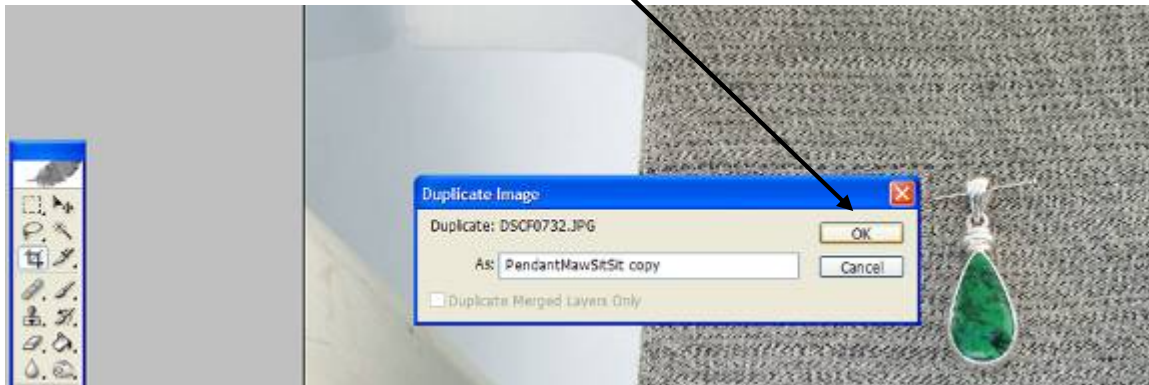 Duplicate Image
Duplicate: DSCF0732.JPG
OK
As: PendantMawSitSit copy
Cancel
Duplicate Merged Layers Only